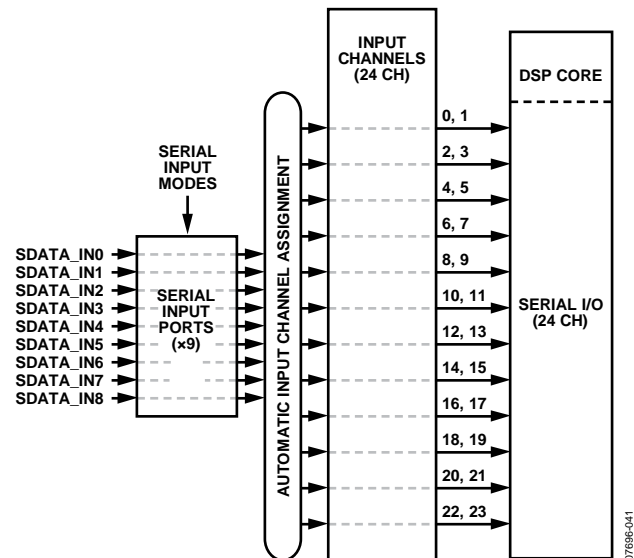 INPUT
CHANNELS
(24 CH)
DSP CORE
0, 1
2, 3
4, 5
6, 7
8, 9
10, 11
12, 13
14, 15
16, 17
18, 19
20, 21
22, 23
SERIAL I/O
(24 CH)
AUTOMATIC INPUT CHANNEL ASSIGNMENT
SERIAL
INPUT
MODES
SDATA_IN0
SDATA_IN1
SDATA_IN2
SDATA_IN3
SDATA_IN4
SDATA_IN5
SDATA_IN6
SDATA_IN7
SDATA_IN8
SERIAL
INPUT
PORTS
(×9)
07696-041